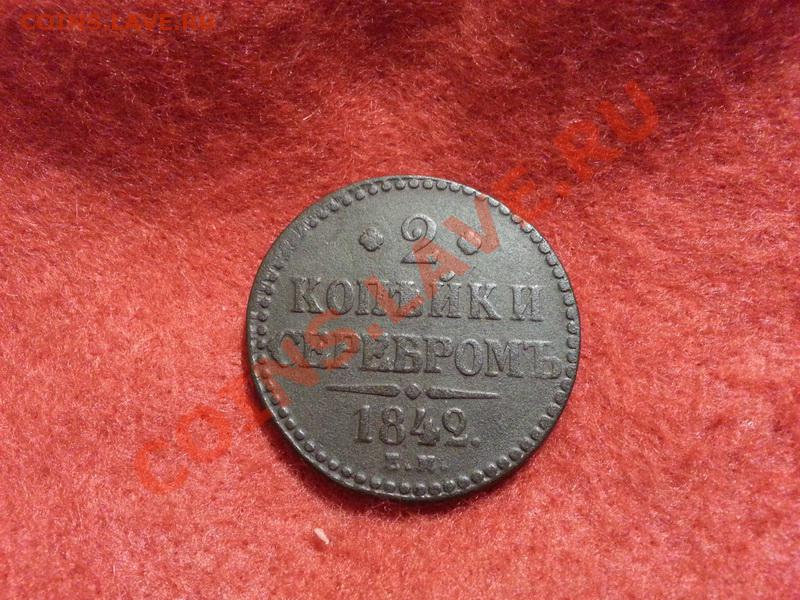 COINS.LAVE.RU
2
КОПѢЙКИ
СЕРЕБРОМЪ
1842.
Е.М.
COINS.LAVE.RU